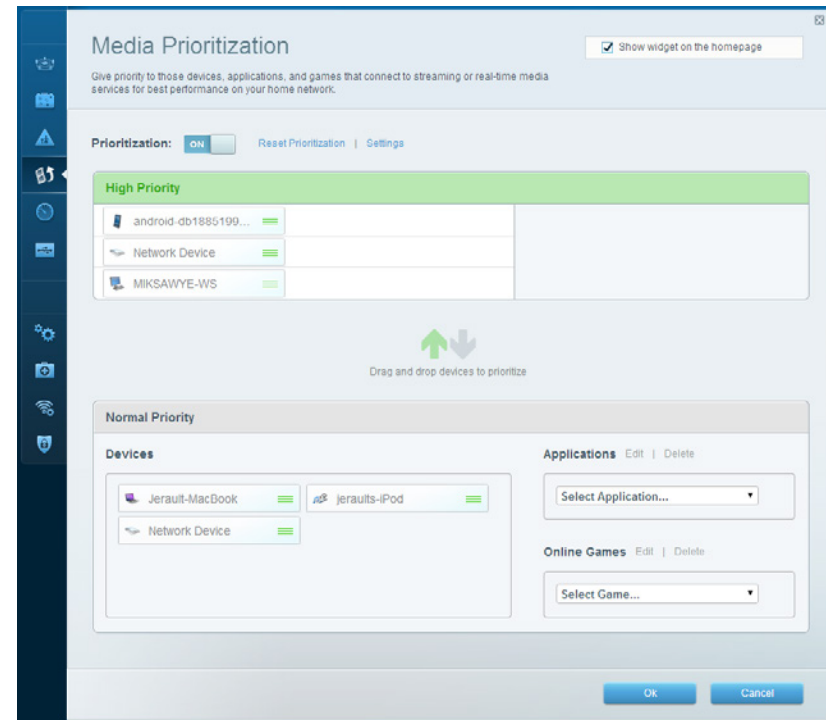 Media Prioritization
Show widget on the homepage
Give priority to those devices, applications, and games that connect to streaming or real-time media
services for best performance on your home network.
Prioritization: ON Reset Prioritization | Settings
High Priority
android-db1885199...
Network Device
MIKSAWYE-WS
Drag and drop devices to prioritize
Normal Priority
Devices
Jerault-MacBook
jeraults-iPod
Network Device
Applications Edit | Delete
Select Application...
Online Games Edit | Delete
Select Game...
Ok
Cancel